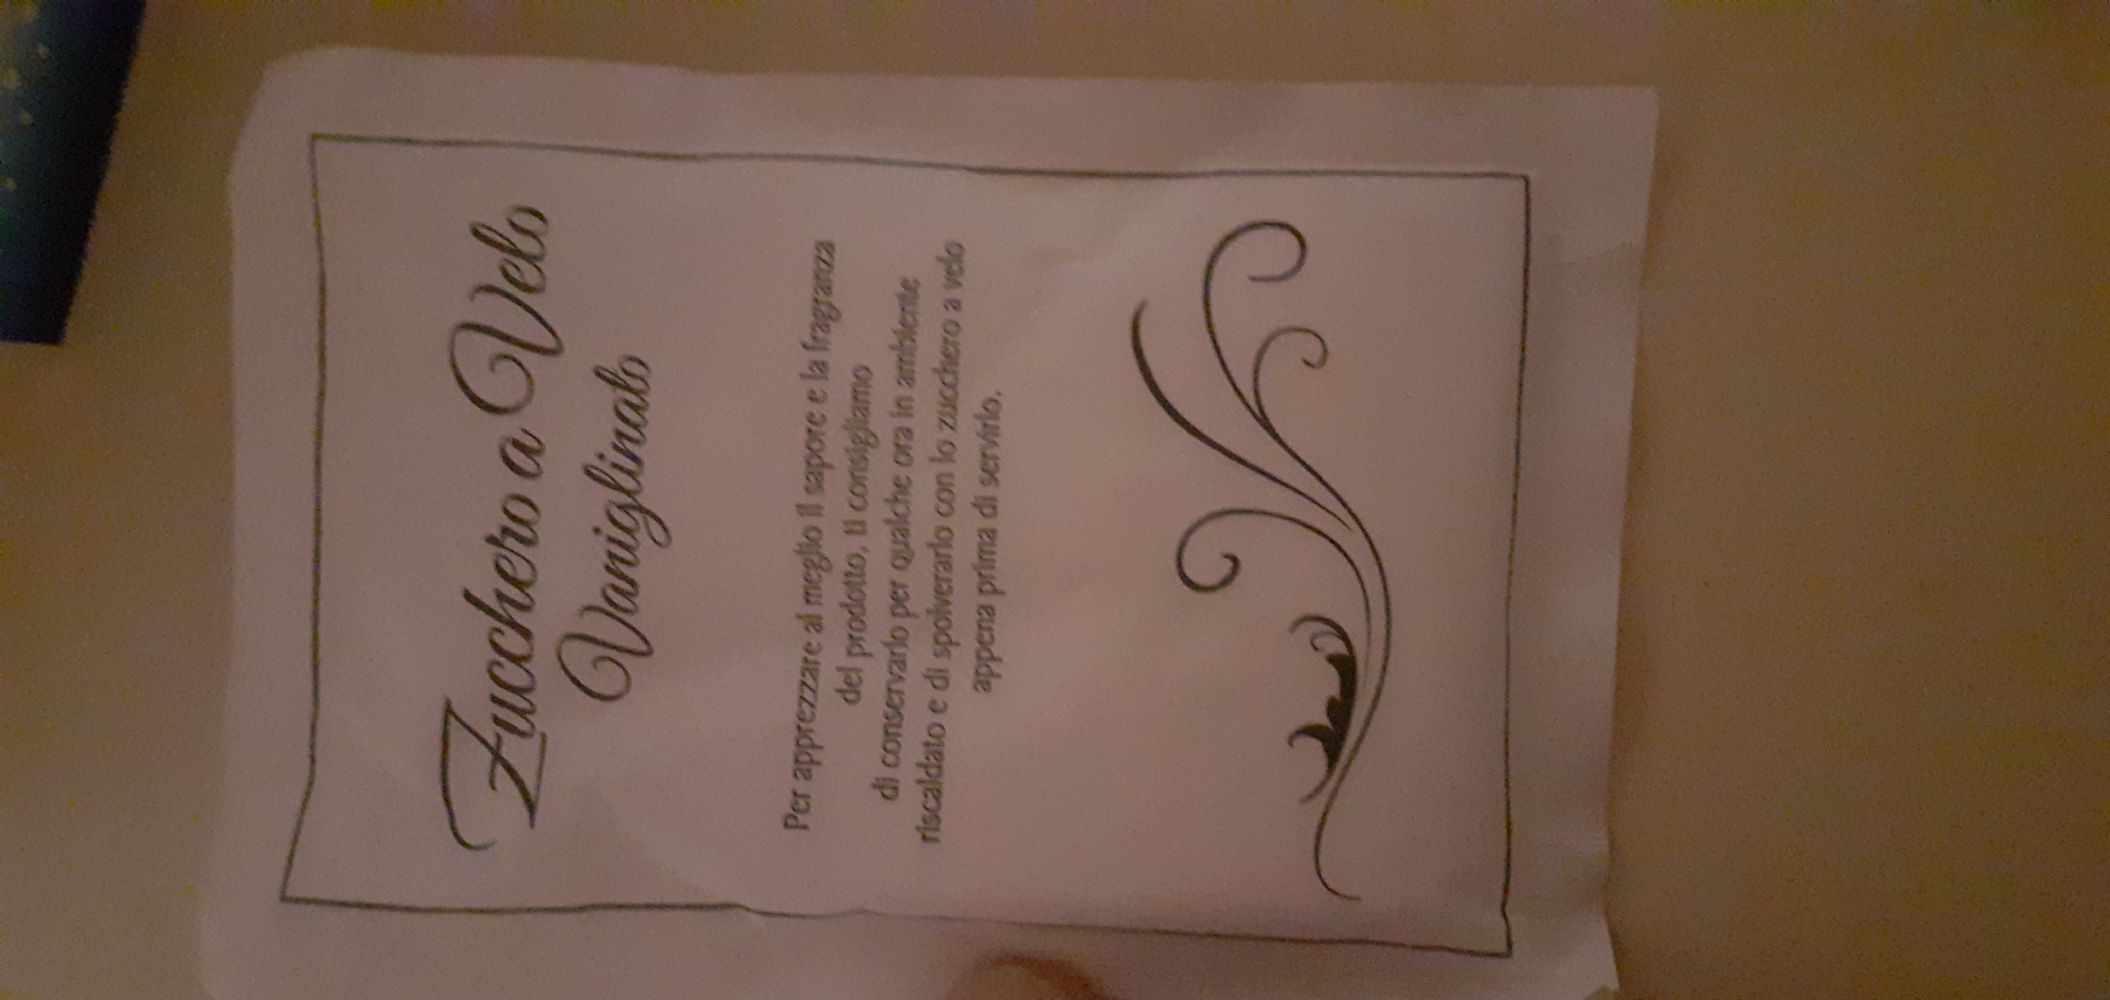 Zucchero a Velo
Vaniglinato
Per apprezzare al meglio il sapore e la fragranza
del prodotto, ti consigliamo
di conservarlo per qualche ora in ambiente
riscaldato e di spolverarlo con lo zucchero a velo
appena prima di servirlo.